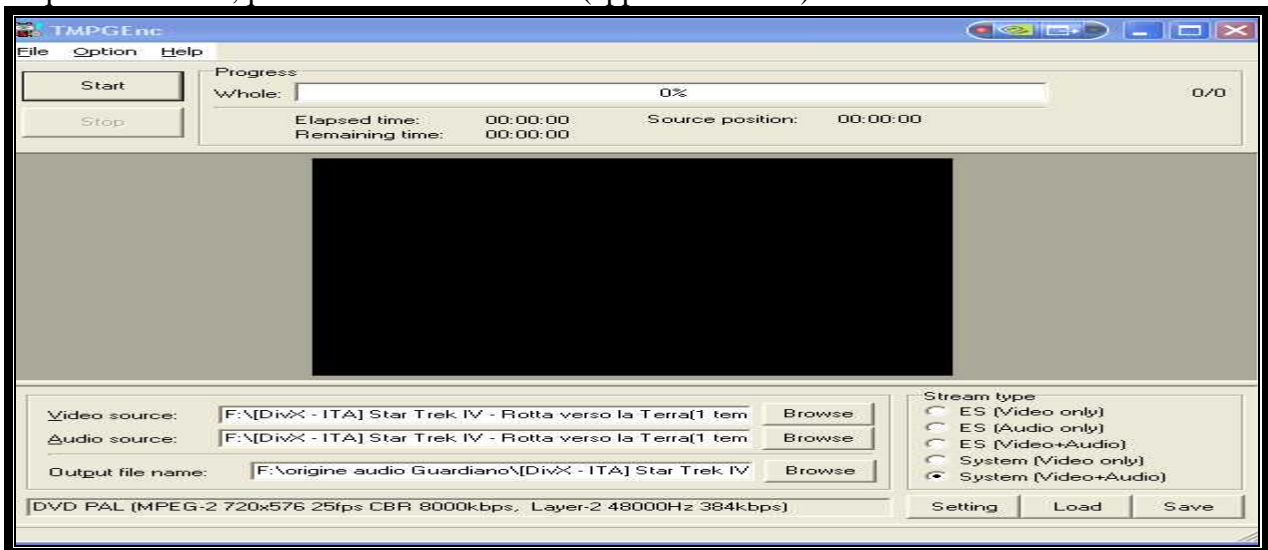 TMPGEnc
File Option Help
Start
Progress
Whole: 0% 0/0
Stop
Elapsed time: 00:00:00 Source position: 00:00:00
Remaining time: 00:00:00
Video source: F:\[DivX - ITA] Star Trek IV - Rotta verso la Terra(1 tem Browse
Audio source: F:\[DivX - ITA] Star Trek IV - Rotta verso la Terra(1 tem Browse
Output file name: F:\origine audio Guardiano\[DivX - ITA] Star Trek IV Browse
Stream type
ES (Video only)
ES (Audio only)
ES (Video+Audio)
System (Video only)
System (Video+Audio)
DVD PAL (MPEG-2 720x576 25fps CBR 8000kbps, Layer-2 48000Hz 384kbps)
Setting Load Save